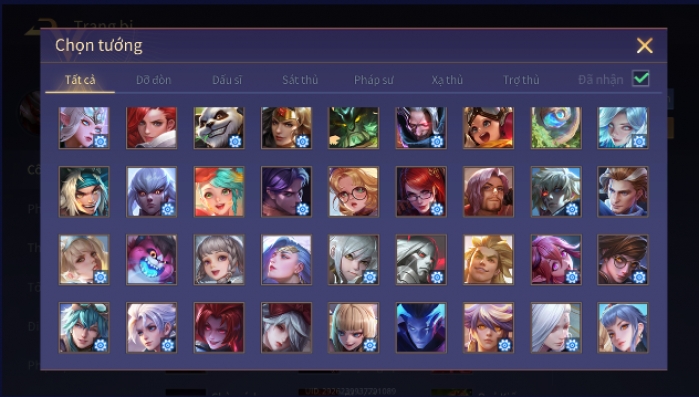 Trang bị
Chọn tướng
Tất cả
Đỡ đòn
Đấu sĩ
Sát thủ
Pháp sư
Xạ thủ
Trợ thủ
Đã nhận